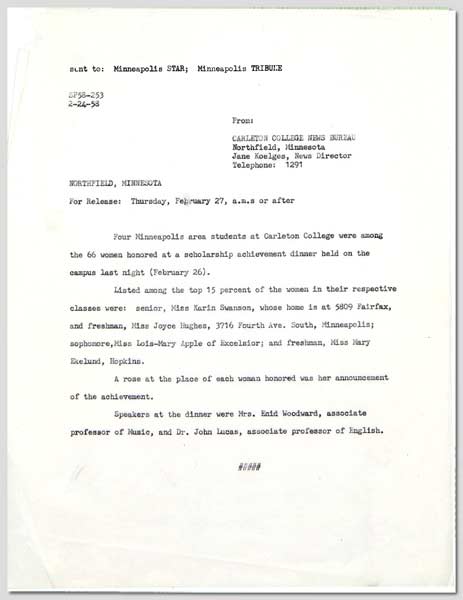 sent to: Minneapolis STAR; Minneapolis TRIBUNE
SP58-253
2-24-58
From:
CARLETON COLLEGE NEWS BUREAU
Northfield, Minnesota
Jane Koelges, News Director
Telephone: 1291
NORTHFIELD, MINNESOTA
For Release: Thursday, February 27, a.m.s or after
Four Minneapolis area students at Carleton College were among
the 66 women honored at a scholarship achievement dinner held on the
campus last night (February 26).
Listed among the top 15 percent of the women in their respective
classes were: senior, Miss Karin Swanson, whose home is at 5809 Fairfax,
and freshman, Miss Joyce Hughes, 3716 Fourth Ave. South, Minneapolis;
sophomore,Miss Lois-Mary Apple of Excelsior; and freshman, Miss Mary
Ekelund, Hopkins.
A rose at the place of each woman honored was her announcement
of the achievement.
Speakers at the dinner were Mrs. Enid Woodward, associate
professor of Music, and Dr. John Lucas, associate professor of English.
#####